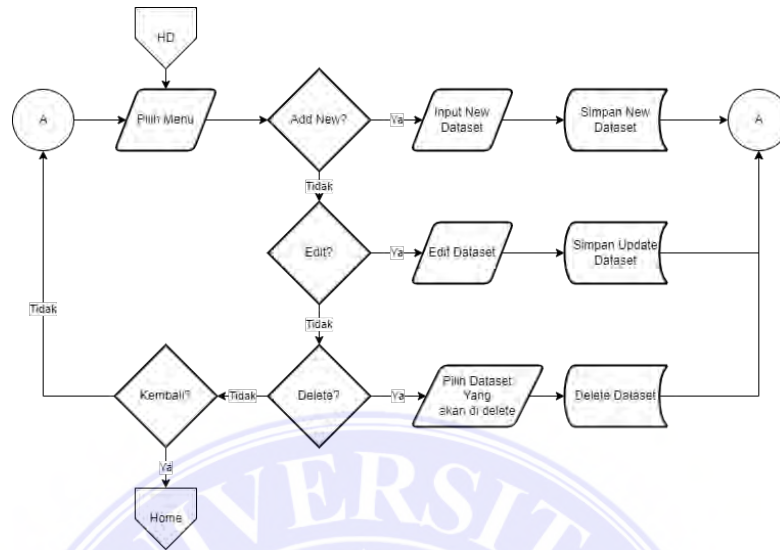 HD
A
Pilih Menu
Add New?
Ya
Input New
Dataset
Simpan New
Dataset
A
Tidak
Edit?
Ya
Edit Dataset
Simpan Update
Dataset
Tidak
Tidak
Kembali?
Tidak
Delete?
Ya
Pilih Dataset
Yang
akan di delete
Delete Dataset
Ya
Home
IVERSIT